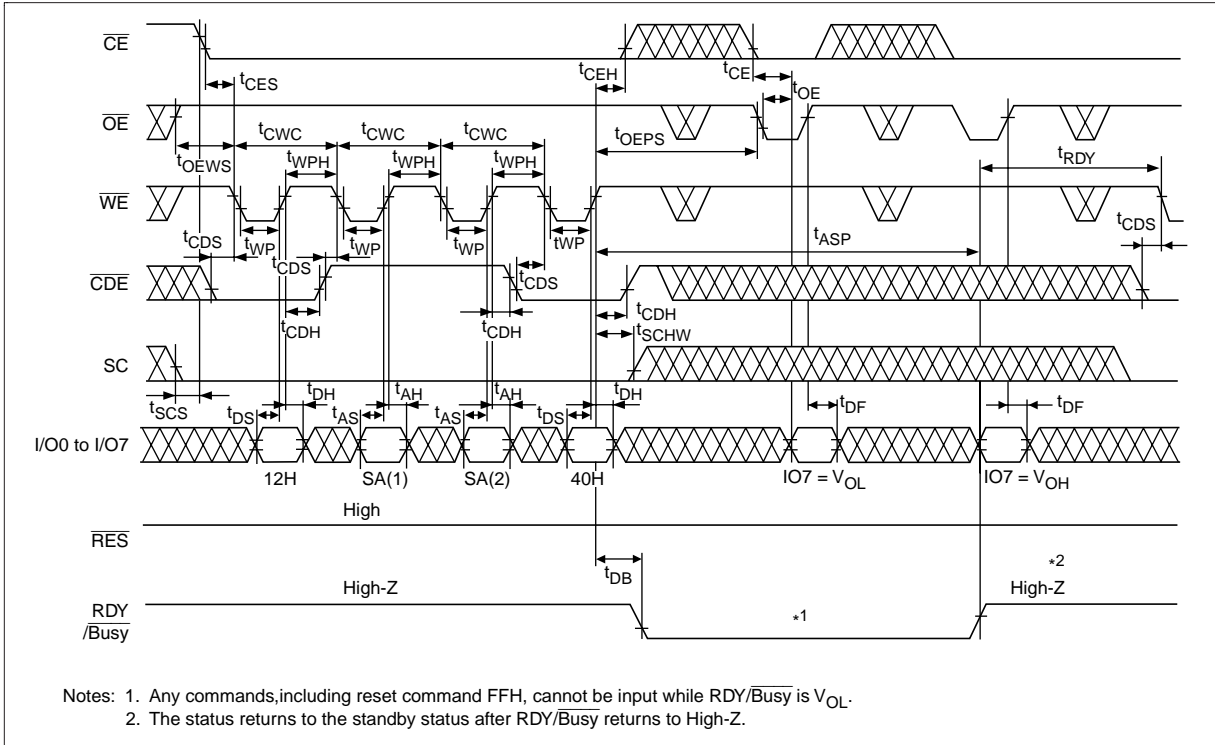 CE
tCES
tCEH
tCE
tOE
OE
tOEWS
tCWC
tCWC
tCWC
tOEPS
tWPH
tWPH
tWPH
tRDY
WE
tCDS
tWP
tCDS
tWP
tWP
tWP
tCDS
tASP
tCDS
CDE
tCDH
tCDH
tCDH
tSCHW
SC
tSCS
tDS
tDH
tAS
tAH
tAS
tAH
tDS
tDH
tDF
tDF
I/O0 to I/O7
12H
SA(1)
SA(2)
40H
IO7 = VOL
IO7 = VOH
High
RES
tDB
*2
High-Z
High-Z
RDY
/Busy
*1
Notes: 1. Any commands,including reset command FFH, cannot be input while RDY/Busy is VOL.
2. The status returns to the standby status after RDY/Busy returns to High-Z.